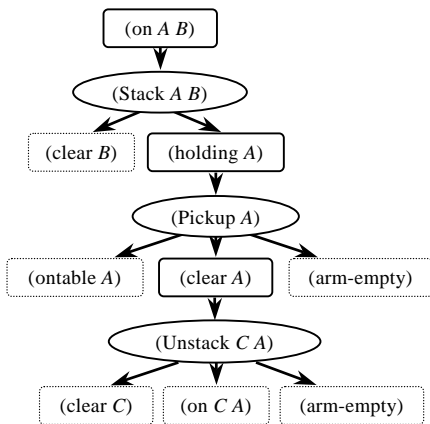 (on A B)
(Stack A B)
(clear B)
(holding A)
(Pickup A)
(ontable A)
(clear A)
(arm-empty)
(Unstack C A)
(clear C)
(on C A)
(arm-empty)